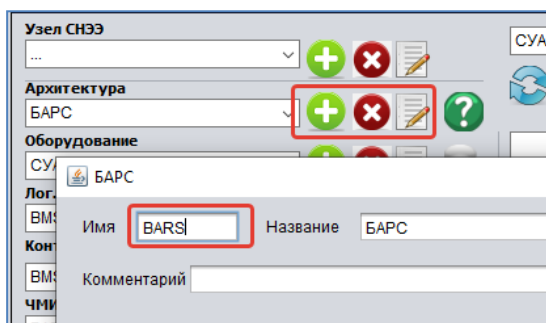 Узел СНЭЭ
...
СУА
Архитектура
БАРС
Оборудование
СУА
БАРС
Лог.
BMS
Имя BARS Название БАРС
Конт
BMS
Комментарий
ЧМИ